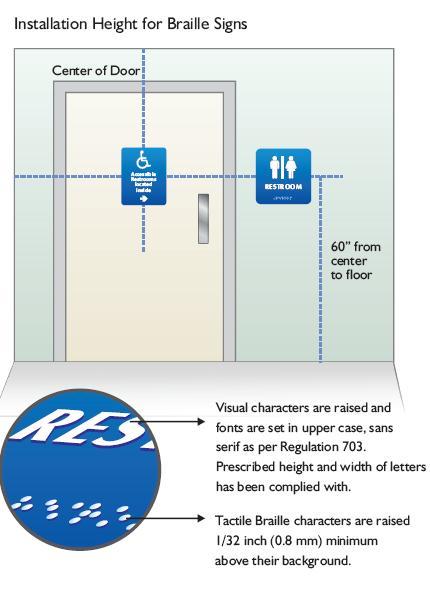 Installation Height for Braille Signs
Center of Door
Accessible
Restrooms
located
inside
RESTROOM
60” from
center
to floor
RES
Visual characters are raised and
fonts are set in upper case, sans
serif as per Regulation 703.
Prescribed height and width of letters
has been complied with.
Tactile Braille characters are raised
1/32 inch (0.8 mm) minimum
above their background.